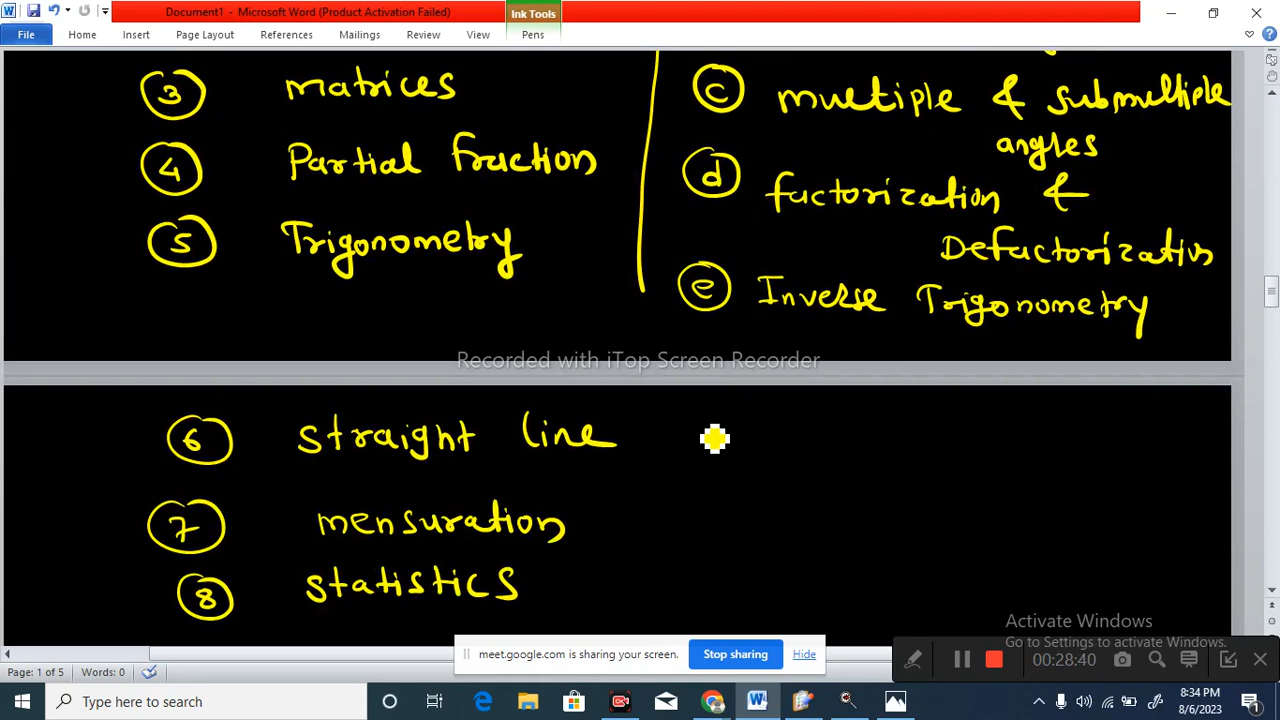 Document1 - Microsoft Word (Product Activation Failed)
Ink Tools
File Home Insert Page Layout References Mailings Review View Pens
3 matrices
4 Partial fraction
5 Trigonometry
c multiple & submultiple
angles
d factorization &
Defactorization
e Inverse Trigonometry
Recorded with iTop Screen Recorder
6 straight line
7 mensuration
8 statistics
Activate Windows
Go to Settings to activate Windows.
meet.google.com is sharing your screen. Stop sharing Hide
00:28:40
Page: 1 of 5 Words: 0
Type here to search
8:34 PM
8/6/2023